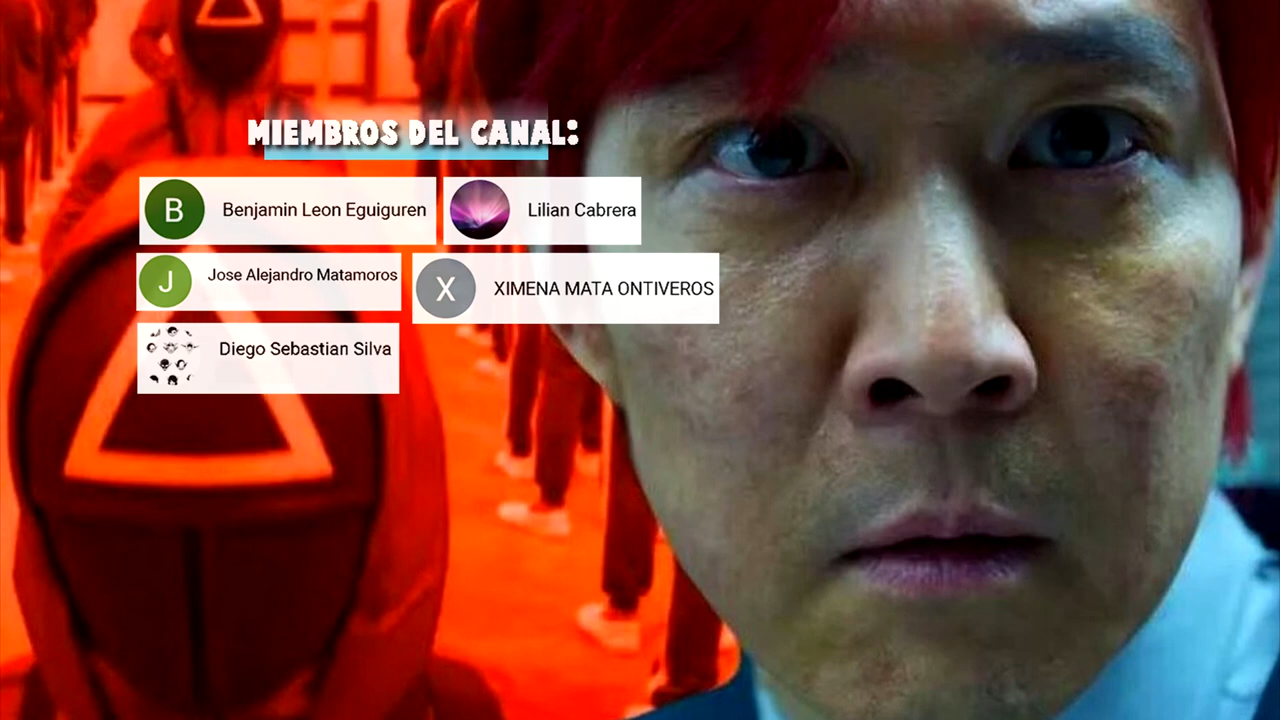 MIEMBROS DEL CANAL:
B Benjamin Leon Eguiguren
Lilian Cabrera
J Jose Alejandro Matamoros
X XIMENA MATA ONTIVEROS
Diego Sebastian Silva